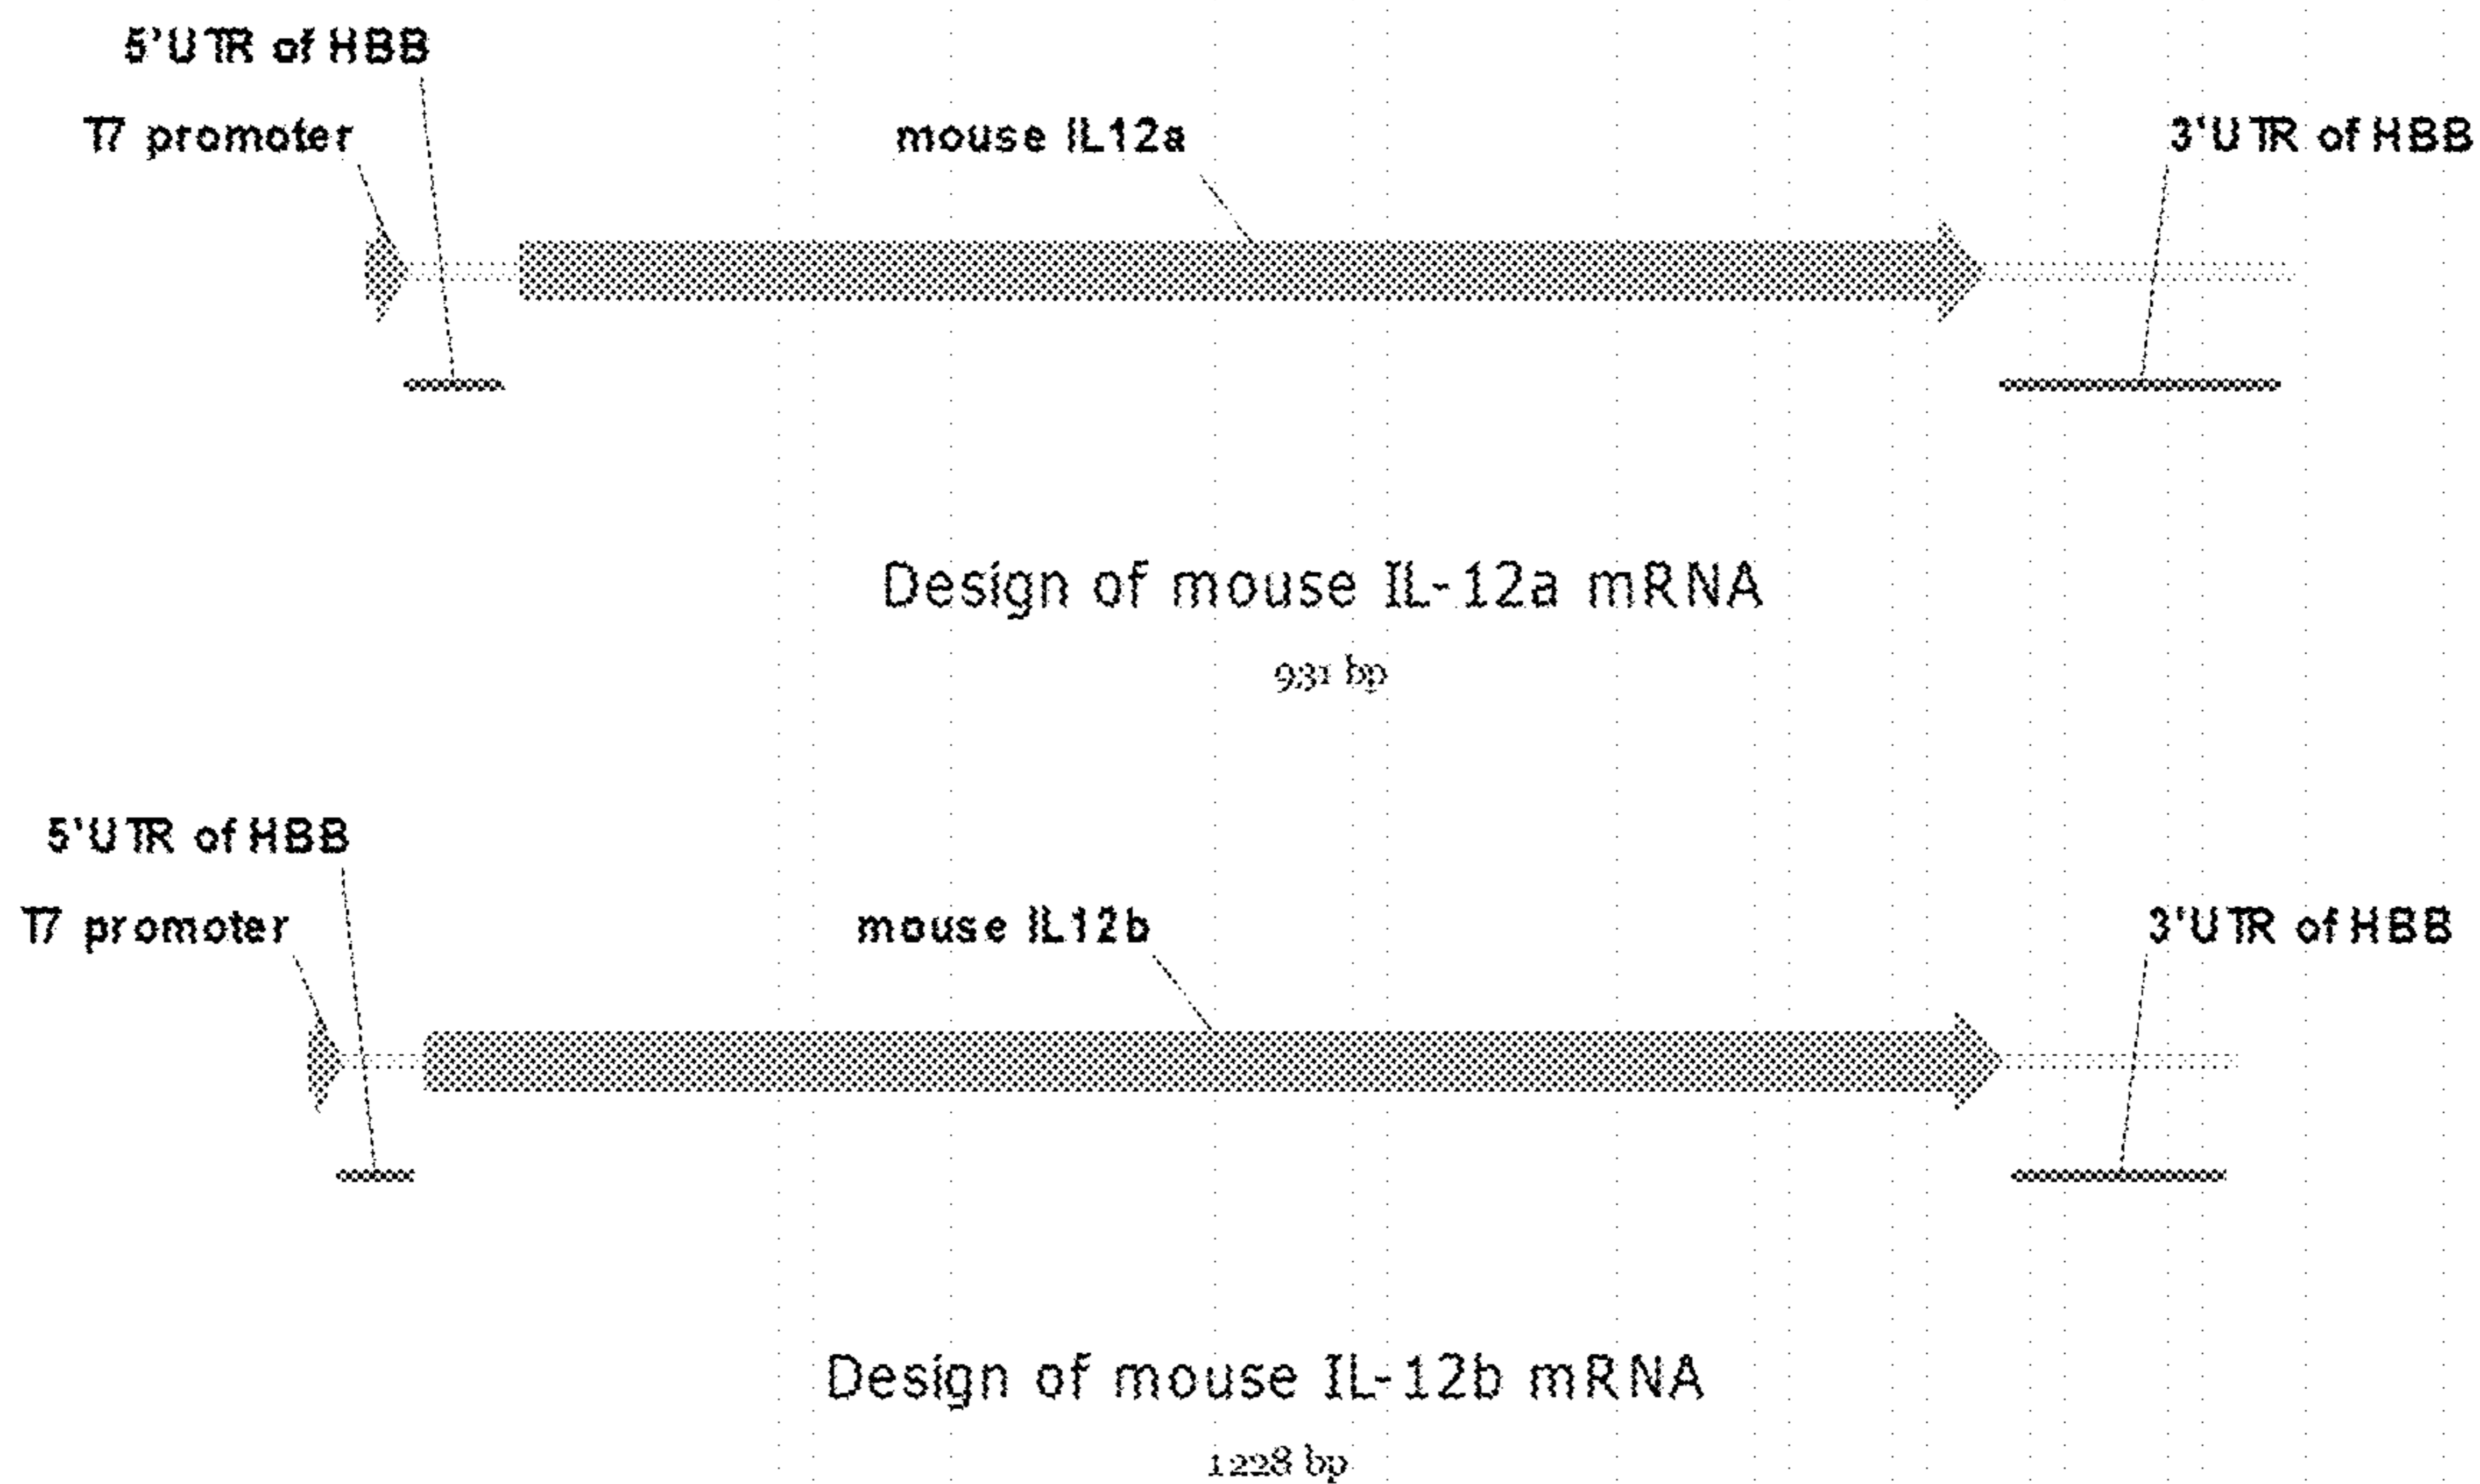 5'UTR of HBB
T7 promoter
mouse IL12a
3'UTR of HBB
Design of mouse IL-12a mRNA
931 bp
5'UTR of HBB
T7 promoter
mouse IL12b
3'UTR of HBB
Design of mouse IL-12b mRNA
1228 bp